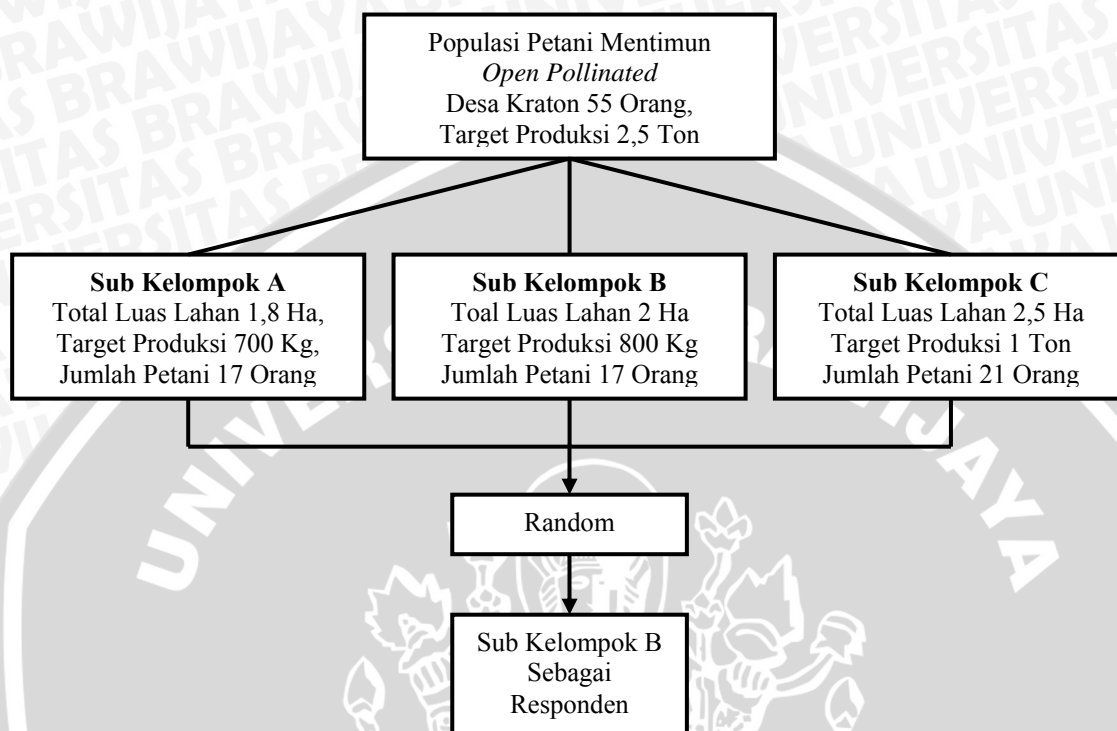 Populasi Petani Mentimun
Open Pollinated
Desa Kraton 55 Orang,
Target Produksi 2,5 Ton
Sub Kelompok A
Total Luas Lahan 1,8 Ha,
Target Produksi 700 Kg,
Jumlah Petani 17 Orang
Sub Kelompok B
Toal Luas Lahan 2 Ha
Target Produksi 800 Kg
Jumlah Petani 17 Orang
Sub Kelompok C
Total Luas Lahan 2,5 Ha
Target Produksi 1 Ton
Jumlah Petani 21 Orang
Random
Sub Kelompok B
Sebagai
Responden